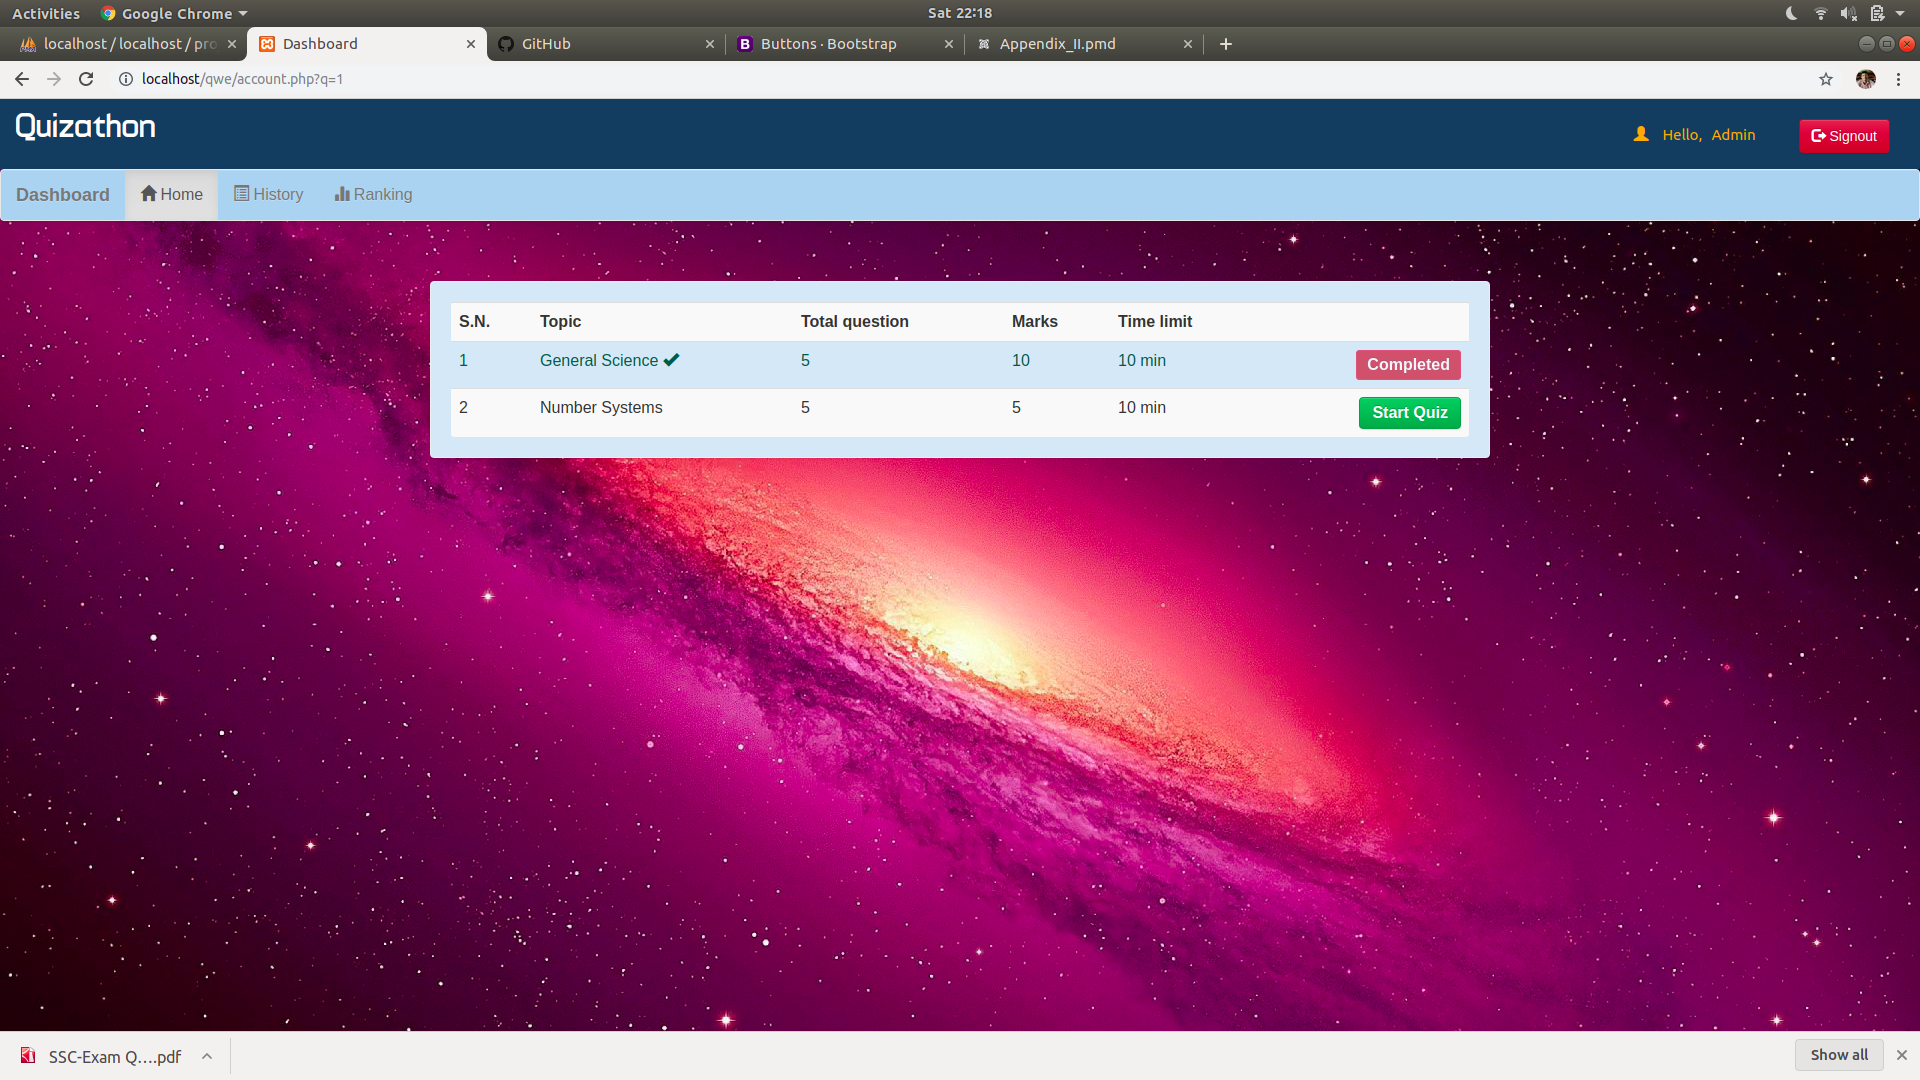 Activities Google Chrome Sat 22:18
localhost / localhost / pro Dashboard GitHub Buttons · Bootstrap Appendix_II.pmd
localhost/qwe/account.php?q=1
Quizathon Hello, Admin Signout
Dashboard Home History Ranking
S.N. Topic Total question Marks Time limit
1 General Science 5 10 10 min Completed
2 Number Systems 5 5 10 min Start Quiz
SSC-Exam Q....pdf Show all